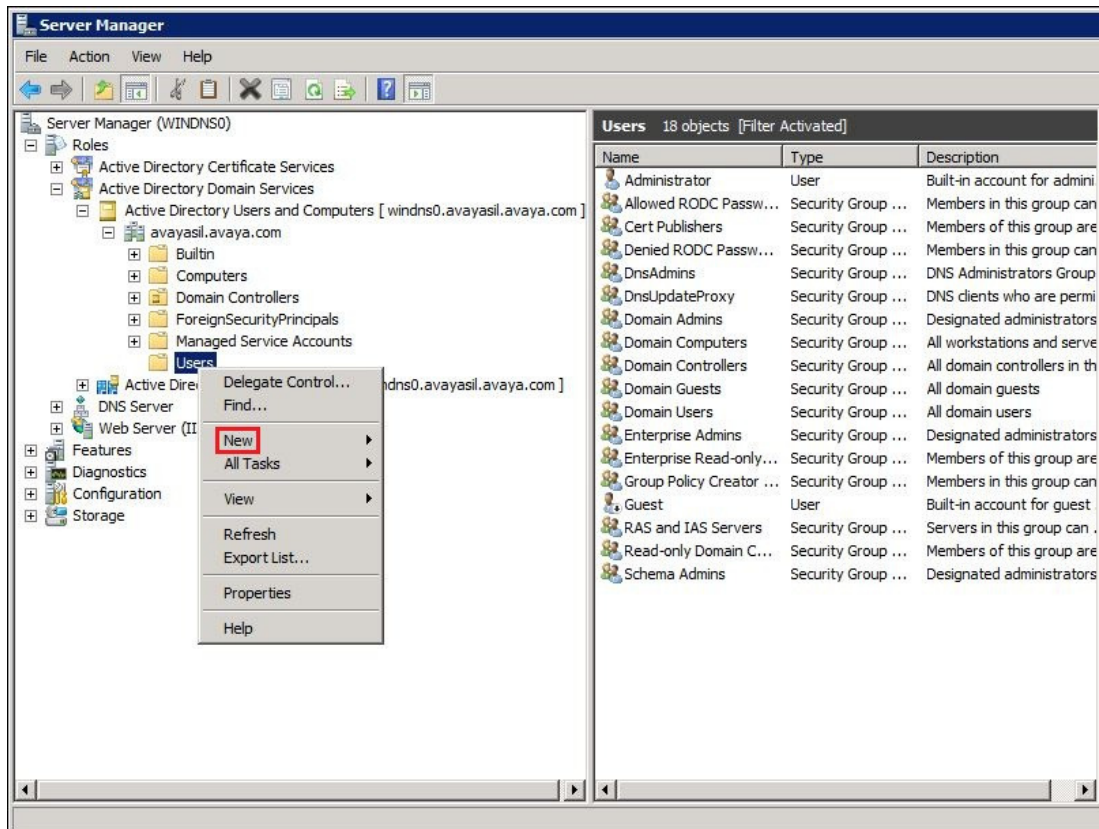 Server Manager
File Action View Help
Server Manager (WINDNS0)
Roles
Active Directory Certificate Services
Active Directory Domain Services
Active Directory Users and Computers [ windns0.avayasil.avaya.com ]
avayasil.avaya.com
Builtin
Computers
Domain Controllers
ForeignSecurityPrincipals
Managed Service Accounts
Users
Active Dire
ndns0.avayasil.avaya.com ]
DNS Server
Web Server (II
Features
Diagnostics
Configuration
Storage
Delegate Control...
Find...
New
All Tasks
View
Refresh
Export List...
Properties
Help
Users 18 objects [Filter Activated]
Name Type Description
Administrator User Built-in account for admini
Allowed RODC Passw... Security Group ... Members in this group can
Cert Publishers Security Group ... Members of this group are
Denied RODC Passw... Security Group ... Members in this group can
DnsAdmins Security Group ... DNS Administrators Group
DnsUpdateProxy Security Group ... DNS clients who are permi
Domain Admins Security Group ... Designated administrators
Domain Computers Security Group ... All workstations and serve
Domain Controllers Security Group ... All domain controllers in th
Domain Guests Security Group ... All domain guests
Domain Users Security Group ... All domain users
Enterprise Admins Security Group ... Designated administrators
Enterprise Read-only... Security Group ... Members of this group are
Group Policy Creator ... Security Group ... Members in this group can
Guest User Built-in account for guest
RAS and IAS Servers Security Group ... Servers in this group can .
Read-only Domain C... Security Group ... Members of this group are
Schema Admins Security Group ... Designated administrators